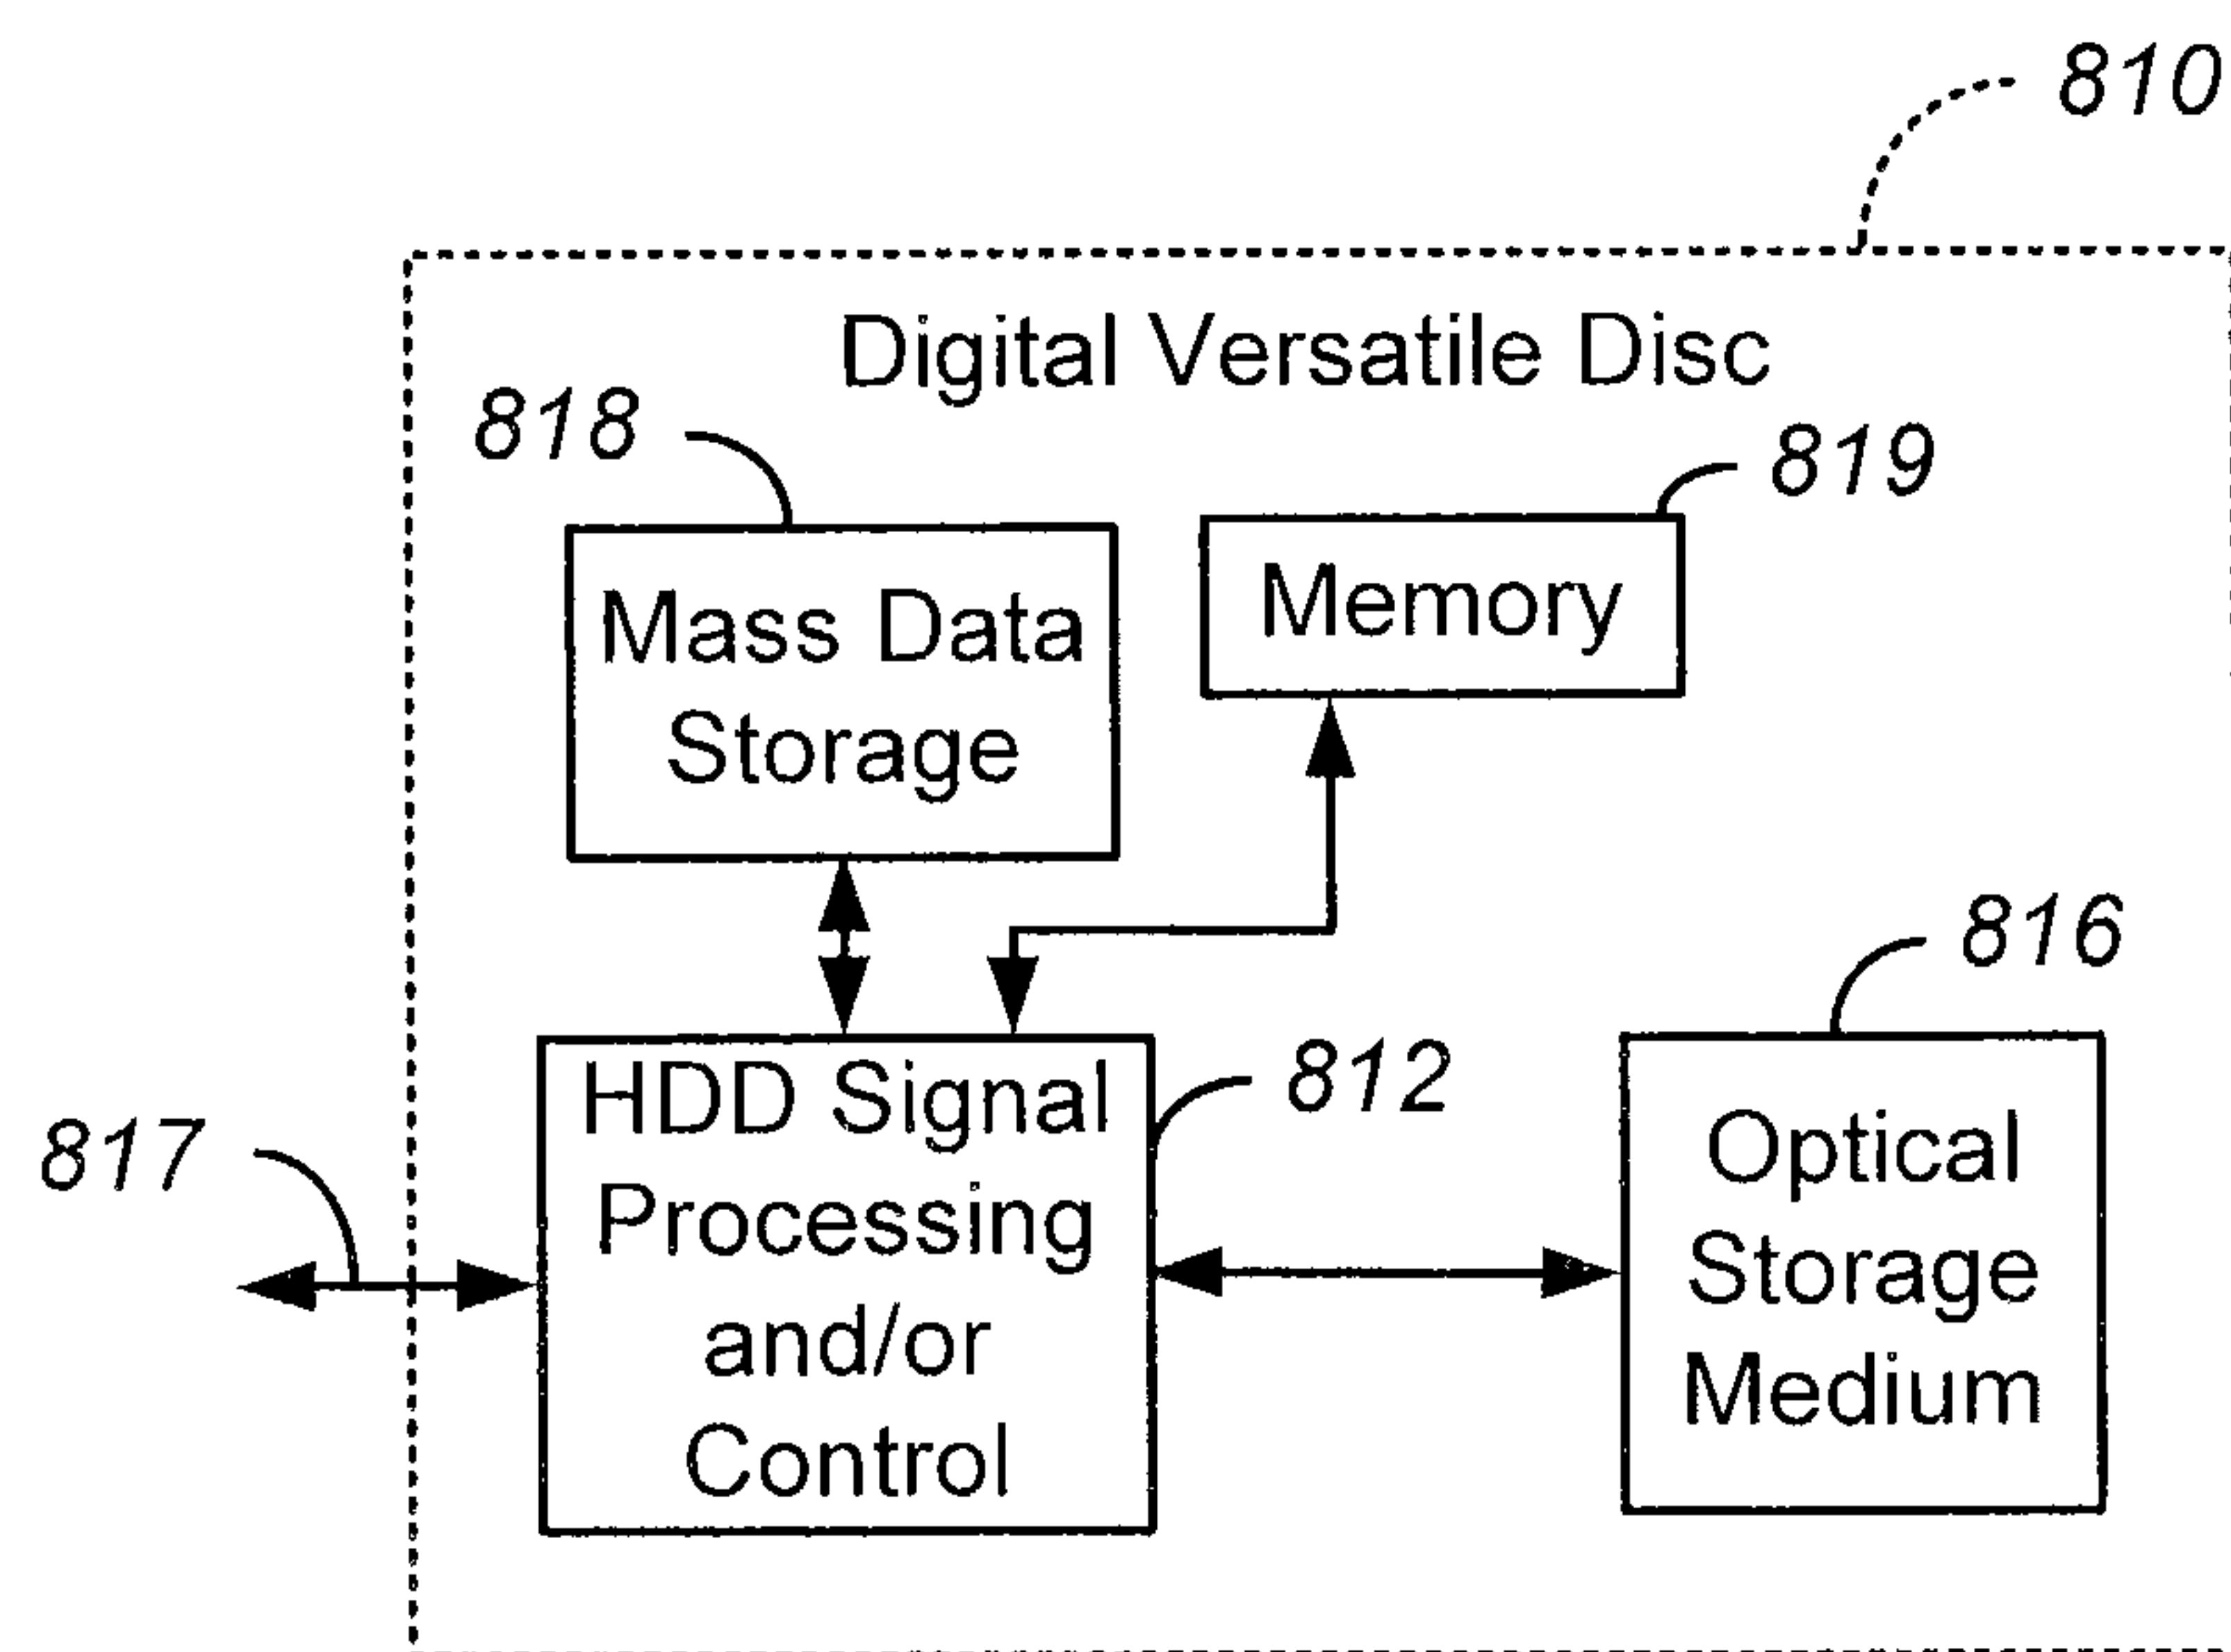 810
Digital Versatile Disc
818
819
Mass Data
Storage
Memory
816
812
817
HDD Signal
Processing
and/or
Control
Optical
Storage
Medium